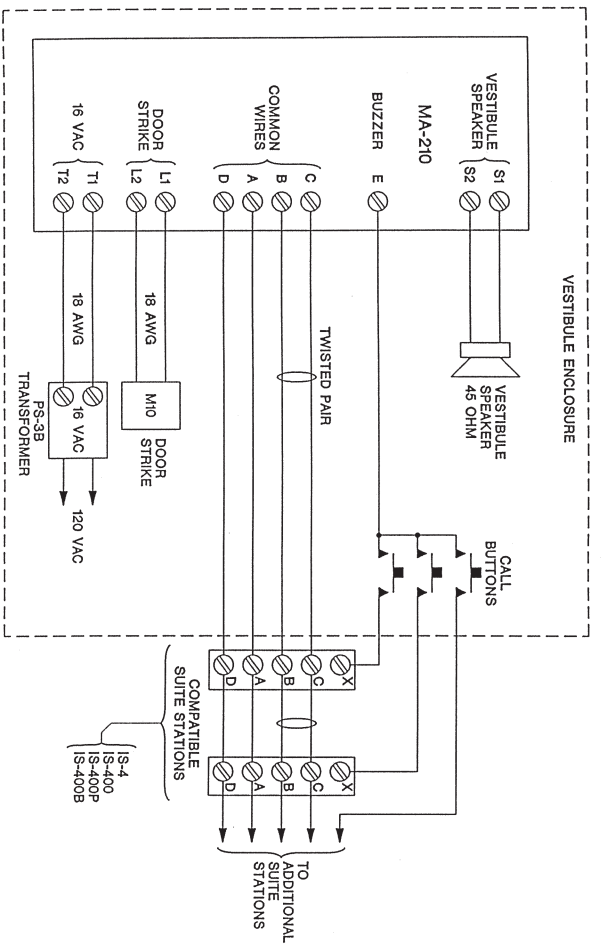 VESTIBULE ENCLOSURE
VESTIBULE
SPEAKER
S1
S2
VESTIBULE
SPEAKER
45 OHM
MA-210
CALL
BUTTONS
BUZZER
E
COMMON
WIRES
C
B
A
D
TWISTED PAIR
X
C
B
A
D
X
C
B
A
D
TO
ADDITIONAL
SUITE
STATIONS
COMPATIBLE
SUITE STATIONS
IS-4
IS-400
IS-400P
IS-400B
DOOR
STRIKE
L1
L2
18 AWG
M10
DOOR
STRIKE
16 VAC
T1
T2
18 AWG
16 VAC
120 VAC
PS-3B
TRANSFORMER